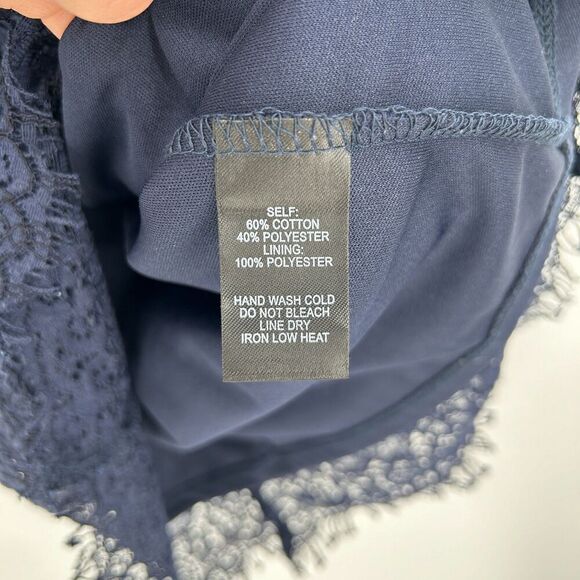 SELF:
60% COTTON
40% POLYESTER
LINING:
100% POLYESTER
HAND WASH COLD
DO NOT BLEACH
LINE DRY
IRON LOW HEAT